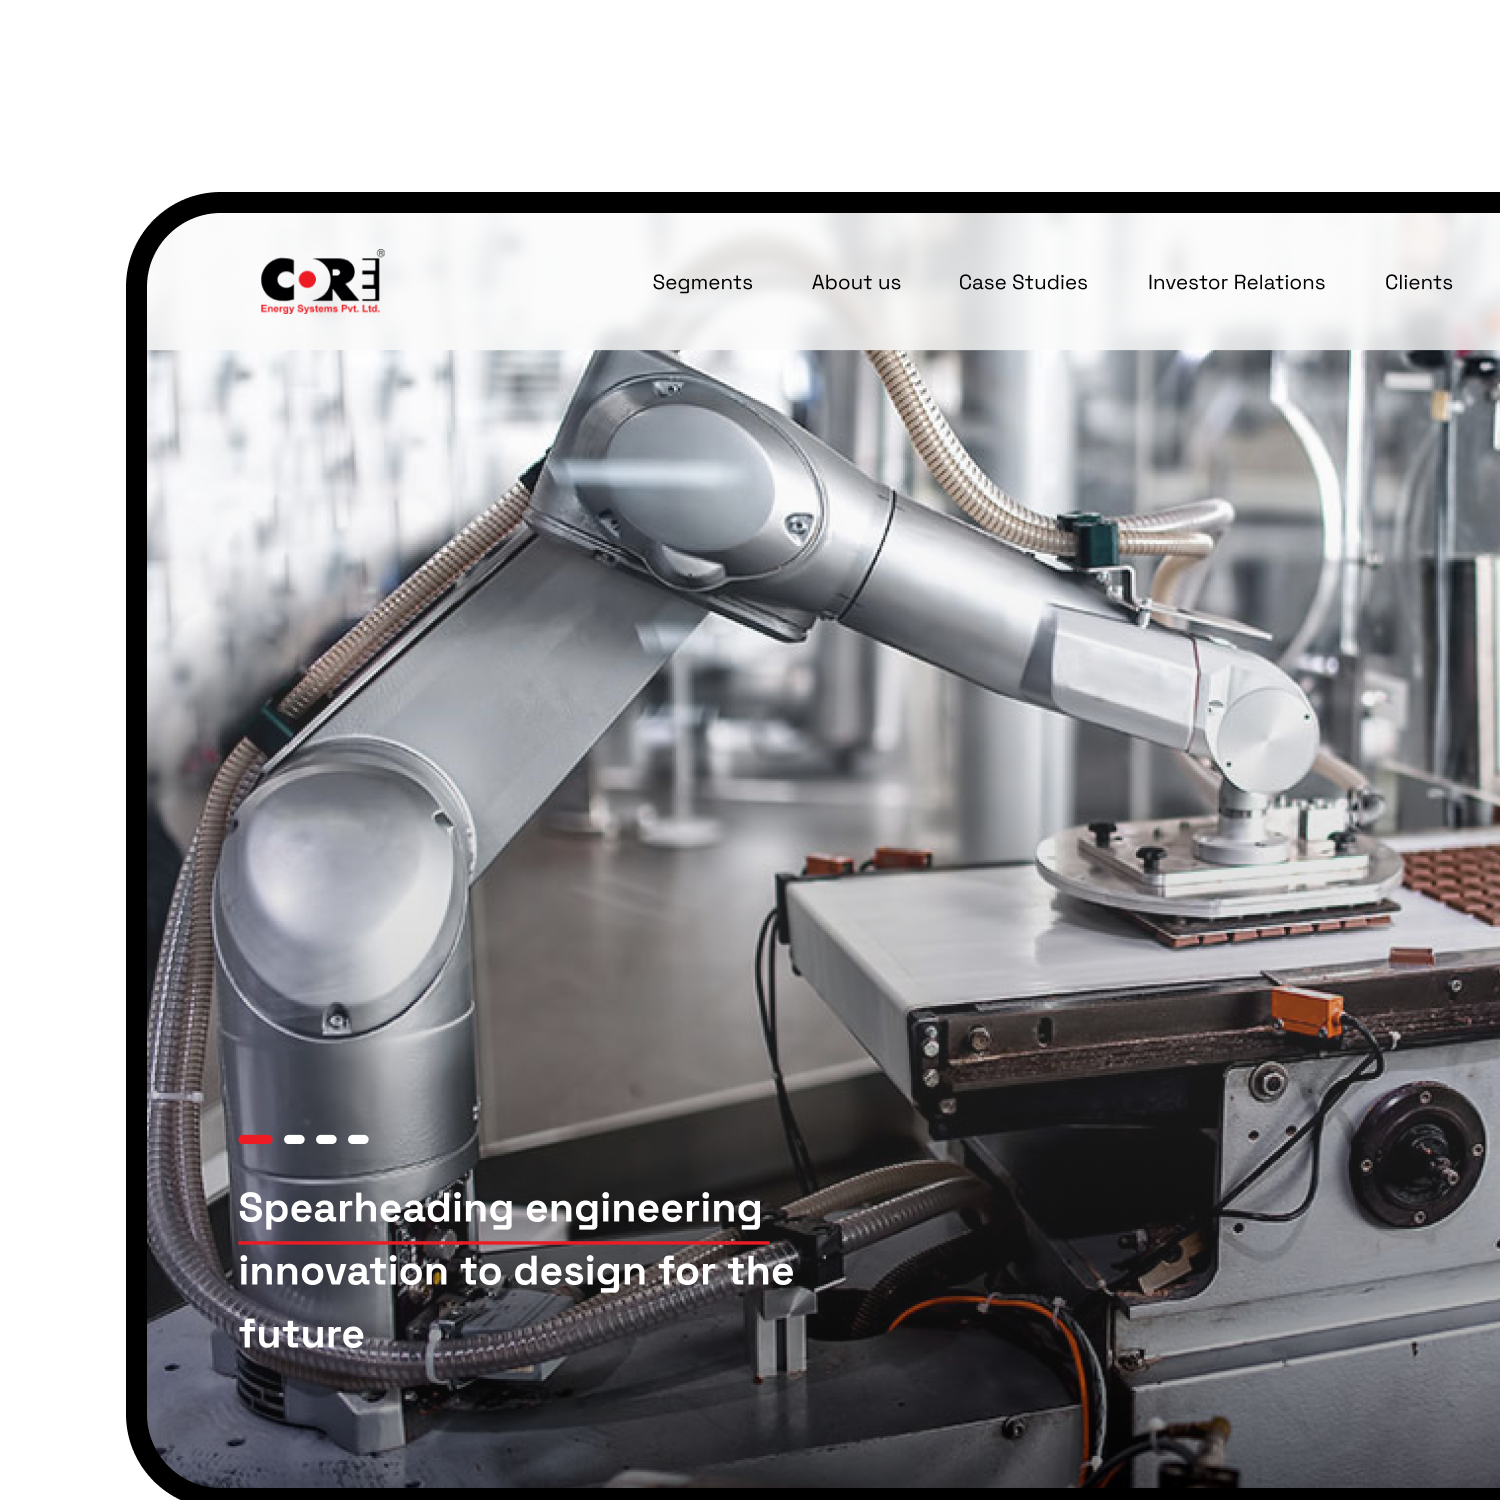 CORE®
Energy Systems Pvt. Ltd.
Segments About us Case Studies Investor Relations Clients
Spearheading engineering
innovation to design for the
future